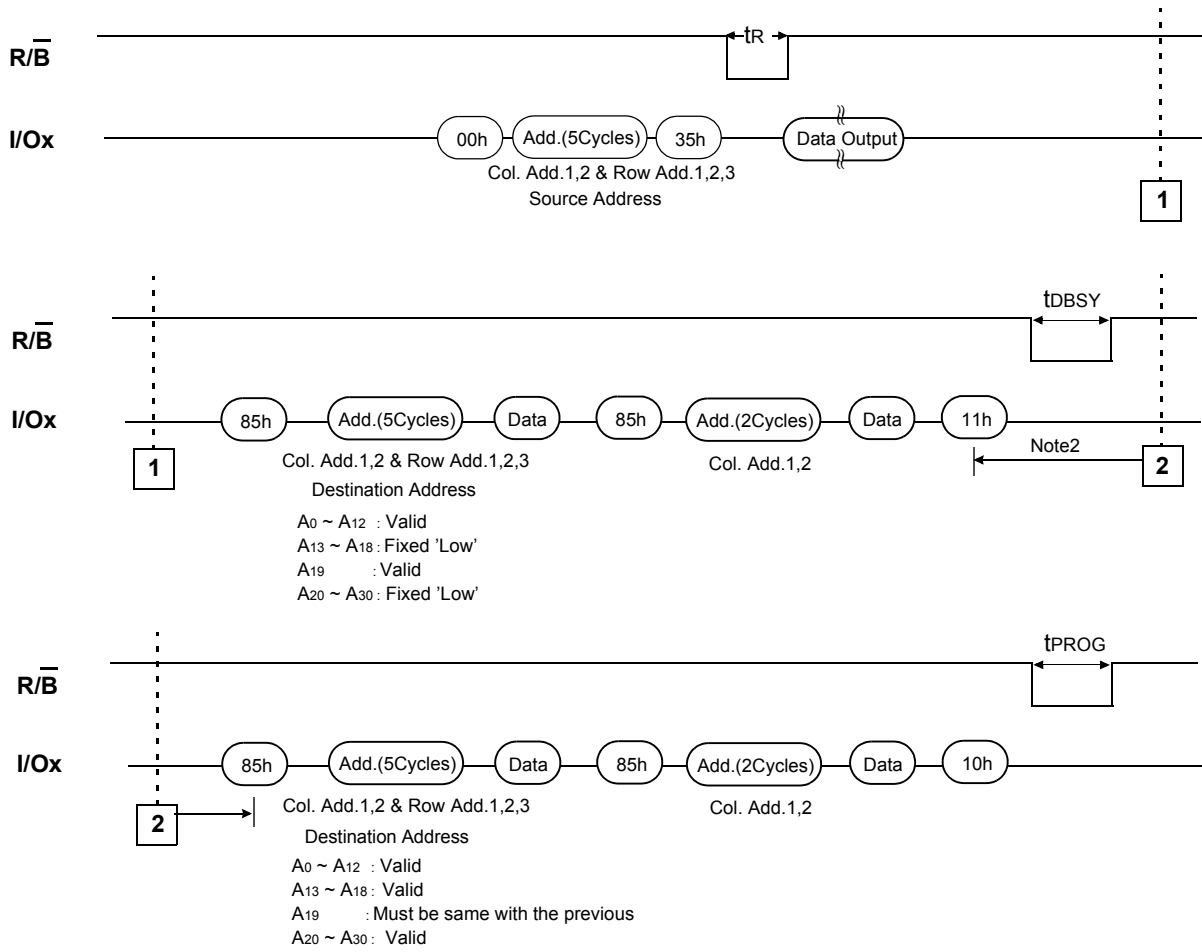 tR
R/B
I/Ox
00h Add.(5Cycles) 35h Data Output
Col. Add.1,2 & Row Add.1,2,3
Source Address
1
tDBSY
R/B
I/Ox
85h Add.(5Cycles) Data 85h Add.(2Cycles) Data 11h
1
Col. Add.1,2 & Row Add.1,2,3 Col. Add.1,2 Note2 2
Destination Address
A0 ~ A12 : Valid
A13 ~ A18 : Fixed ’Low’
A19 : Valid
A20 ~ A30 : Fixed ’Low’
tPROG
R/B
I/Ox
85h Add.(5Cycles) Data 85h Add.(2Cycles) Data 10h
2 Col. Add.1,2 & Row Add.1,2,3 Col. Add.1,2
Destination Address
A0 ~ A12 : Valid
A13 ~ A18 : Valid
A19 : Must be same with the previous
A20 ~ A30 : Valid